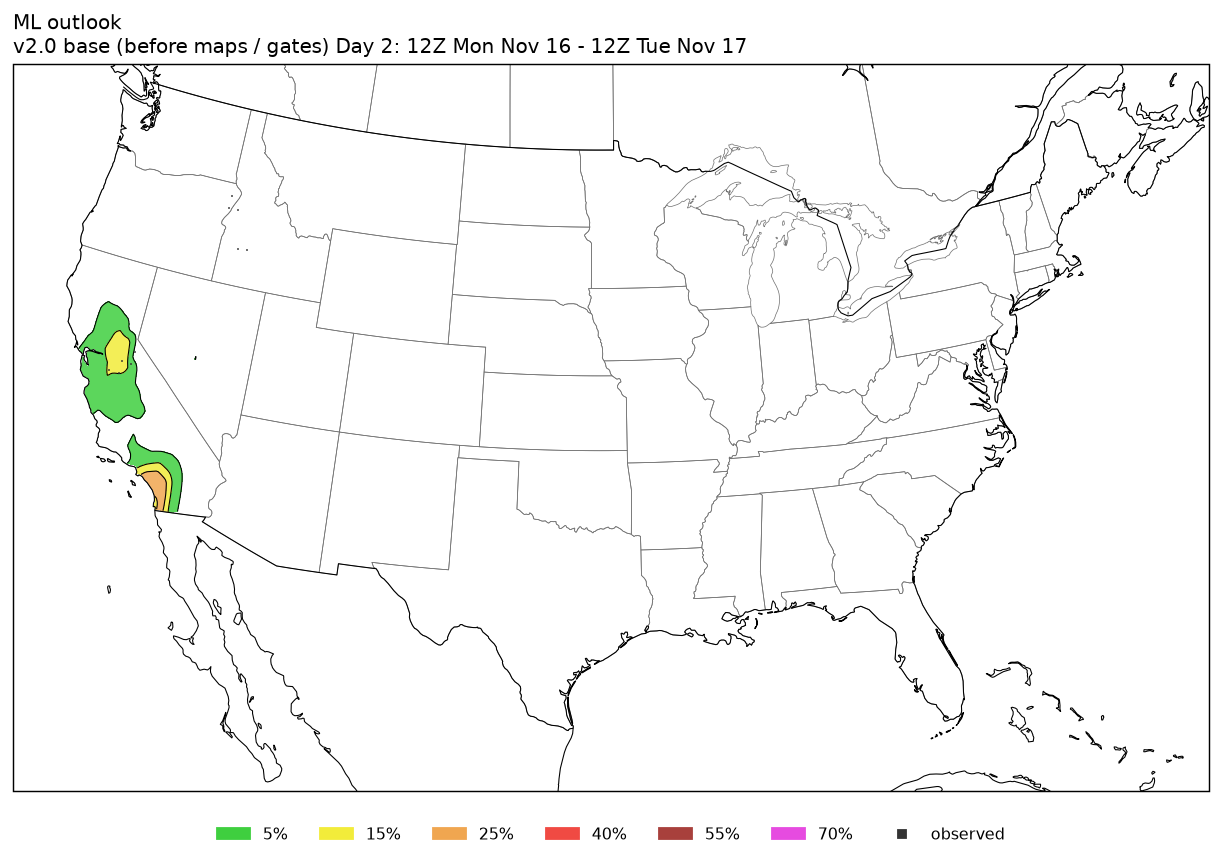 ML outlook
v2.0 base (before maps / gates) Day 2: 12Z Mon Nov 16 - 12Z Tue Nov 17
5%
15%
25%
40%
55%
70%
observed